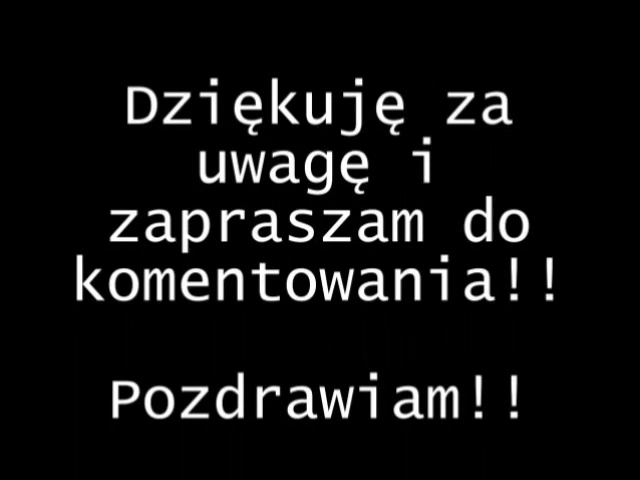 Dziękuję za
uwagę i
zapraszam do
komentowania!!
Pozdrawiam!!